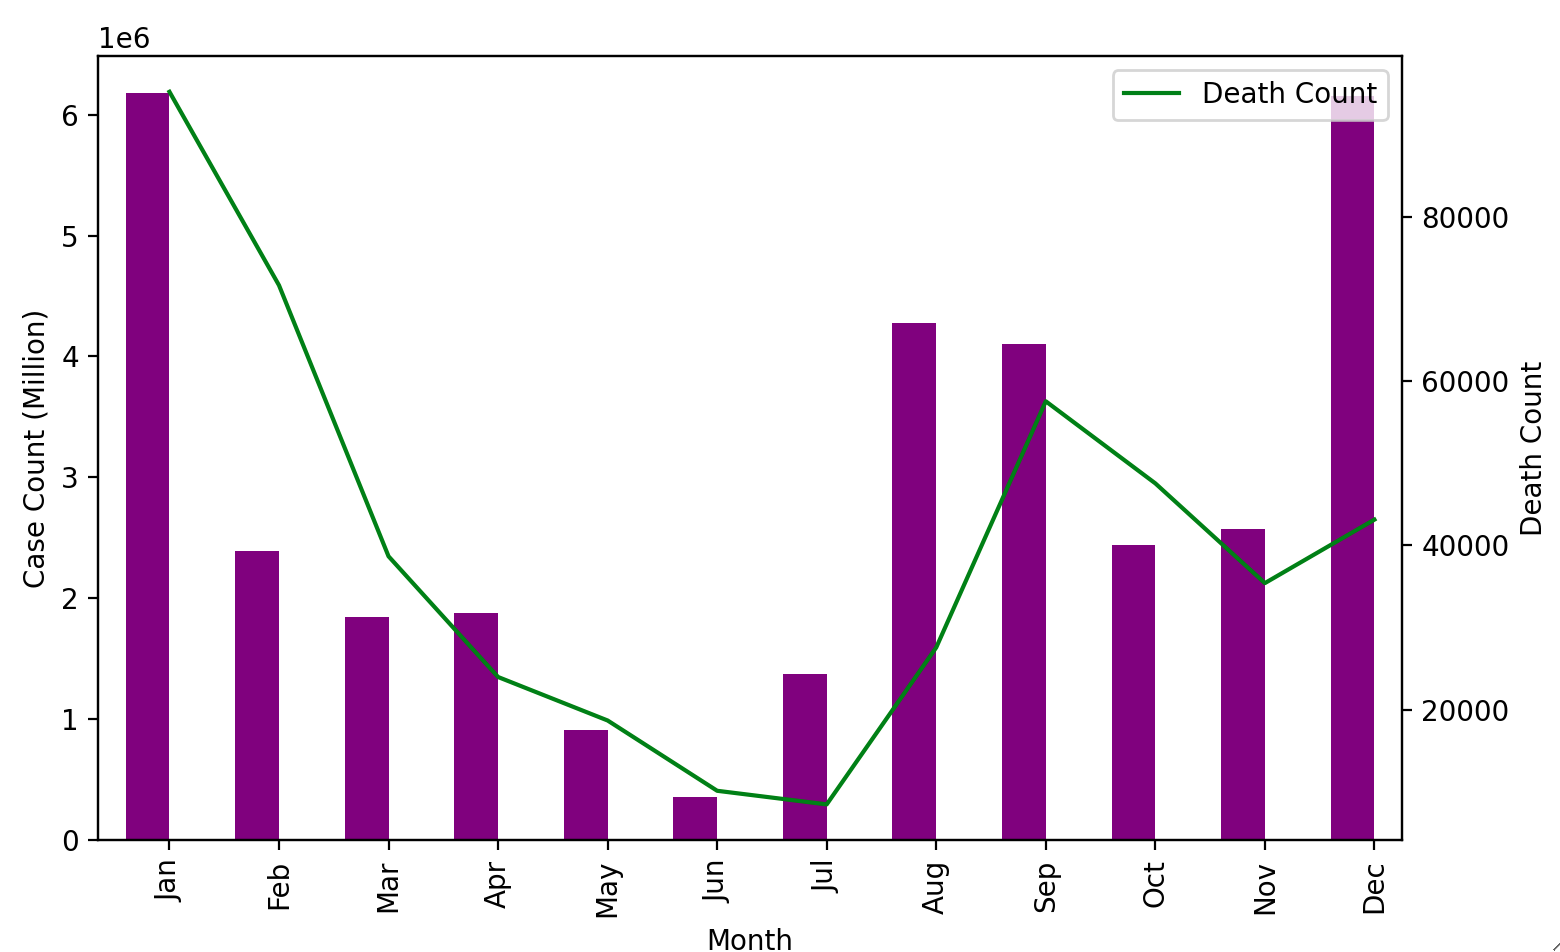 1e6
Death Count
6
5
4
3
2
1
0
Case Count (Million)
80000
60000
40000
20000
Death Count
Jan
Feb
Mar
Apr
May
Jun
Jul
Aug
Sep
Oct
Nov
Dec
Month